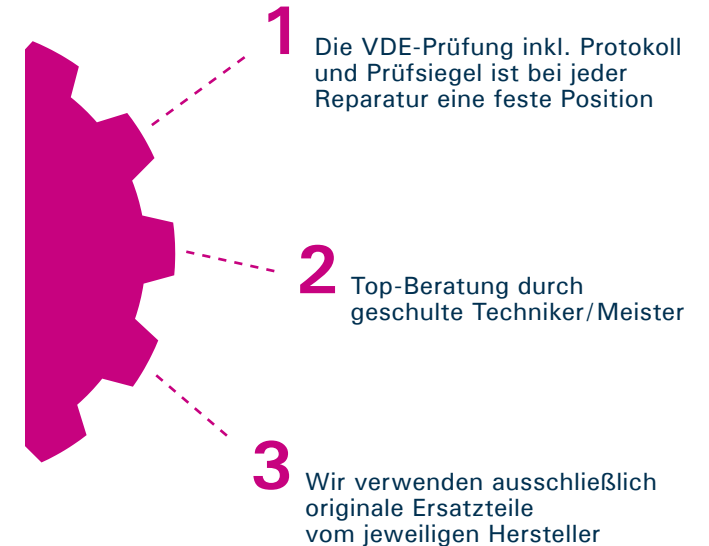 1
Die VDE-Prüfung inkl. Protokoll
und Prüfsiegel ist bei jeder
Reparatur eine feste Position
2
Top-Beratung durch
geschulte Techniker/Meister
3
Wir verwenden ausschließlich
originale Ersatzteile
vom jeweiligen Hersteller